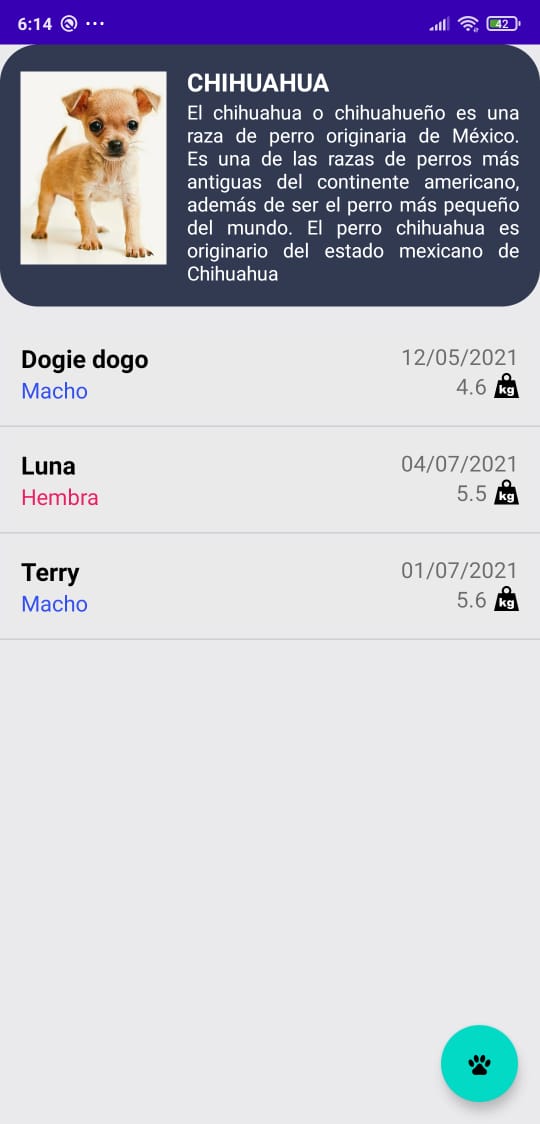 6:14
42
CHIHUAHUA
El chihuahua o chihuahueño es una
raza de perro originaria de México.
Es una de las razas de perros más
antiguas del continente americano,
además de ser el perro más pequeño
del mundo. El perro chihuahua es
originario del estado mexicano de
Chihuahua
Dogie dogo
12/05/2021
Macho
4.6 kg
Luna
04/07/2021
Hembra
5.5 kg
Terry
01/07/2021
Macho
5.6 kg